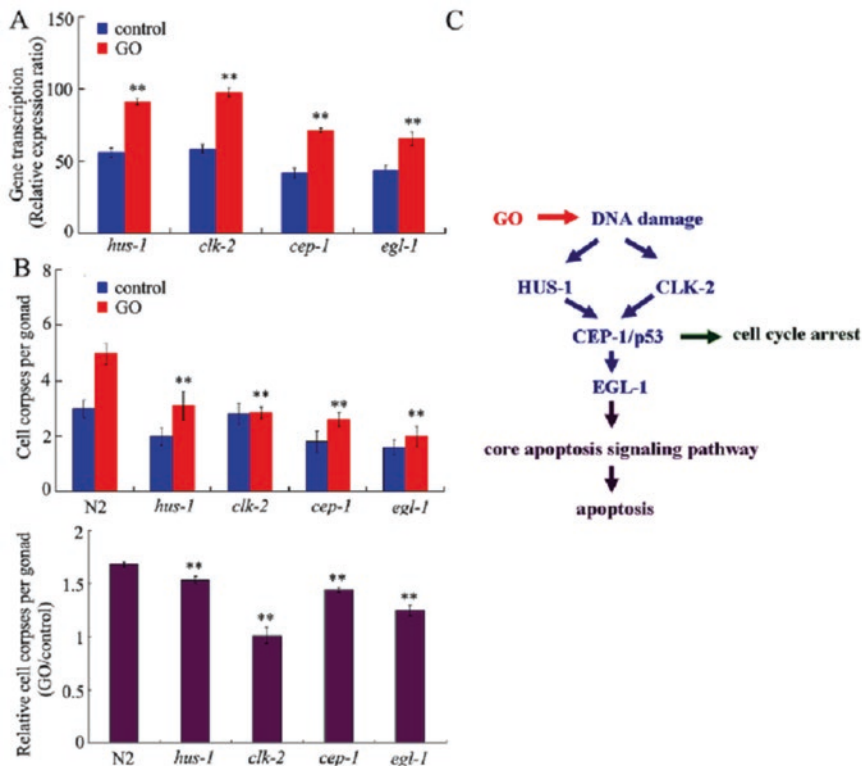 A
control
GO
Gene transcription
(Relative expression ratio)
150
100
50
0
**
**
**
**
hus-1 clk-2 cep-1 egl-1
B
control
GO
Cell corpses per gonad
8
6
4
2
0
**
**
**
**
N2 hus-1 clk-2 cep-1 egl-1
Relative cell corpses per gonad
(GO/control)
2
1.5
1
0.5
0
**
**
**
**
N2 hus-1 clk-2 cep-1 egl-1
C
GO DNA damage
HUS-1 CLK-2
CEP-1/p53 cell cycle arrest
EGL-1
core apoptosis signaling pathway
apoptosis